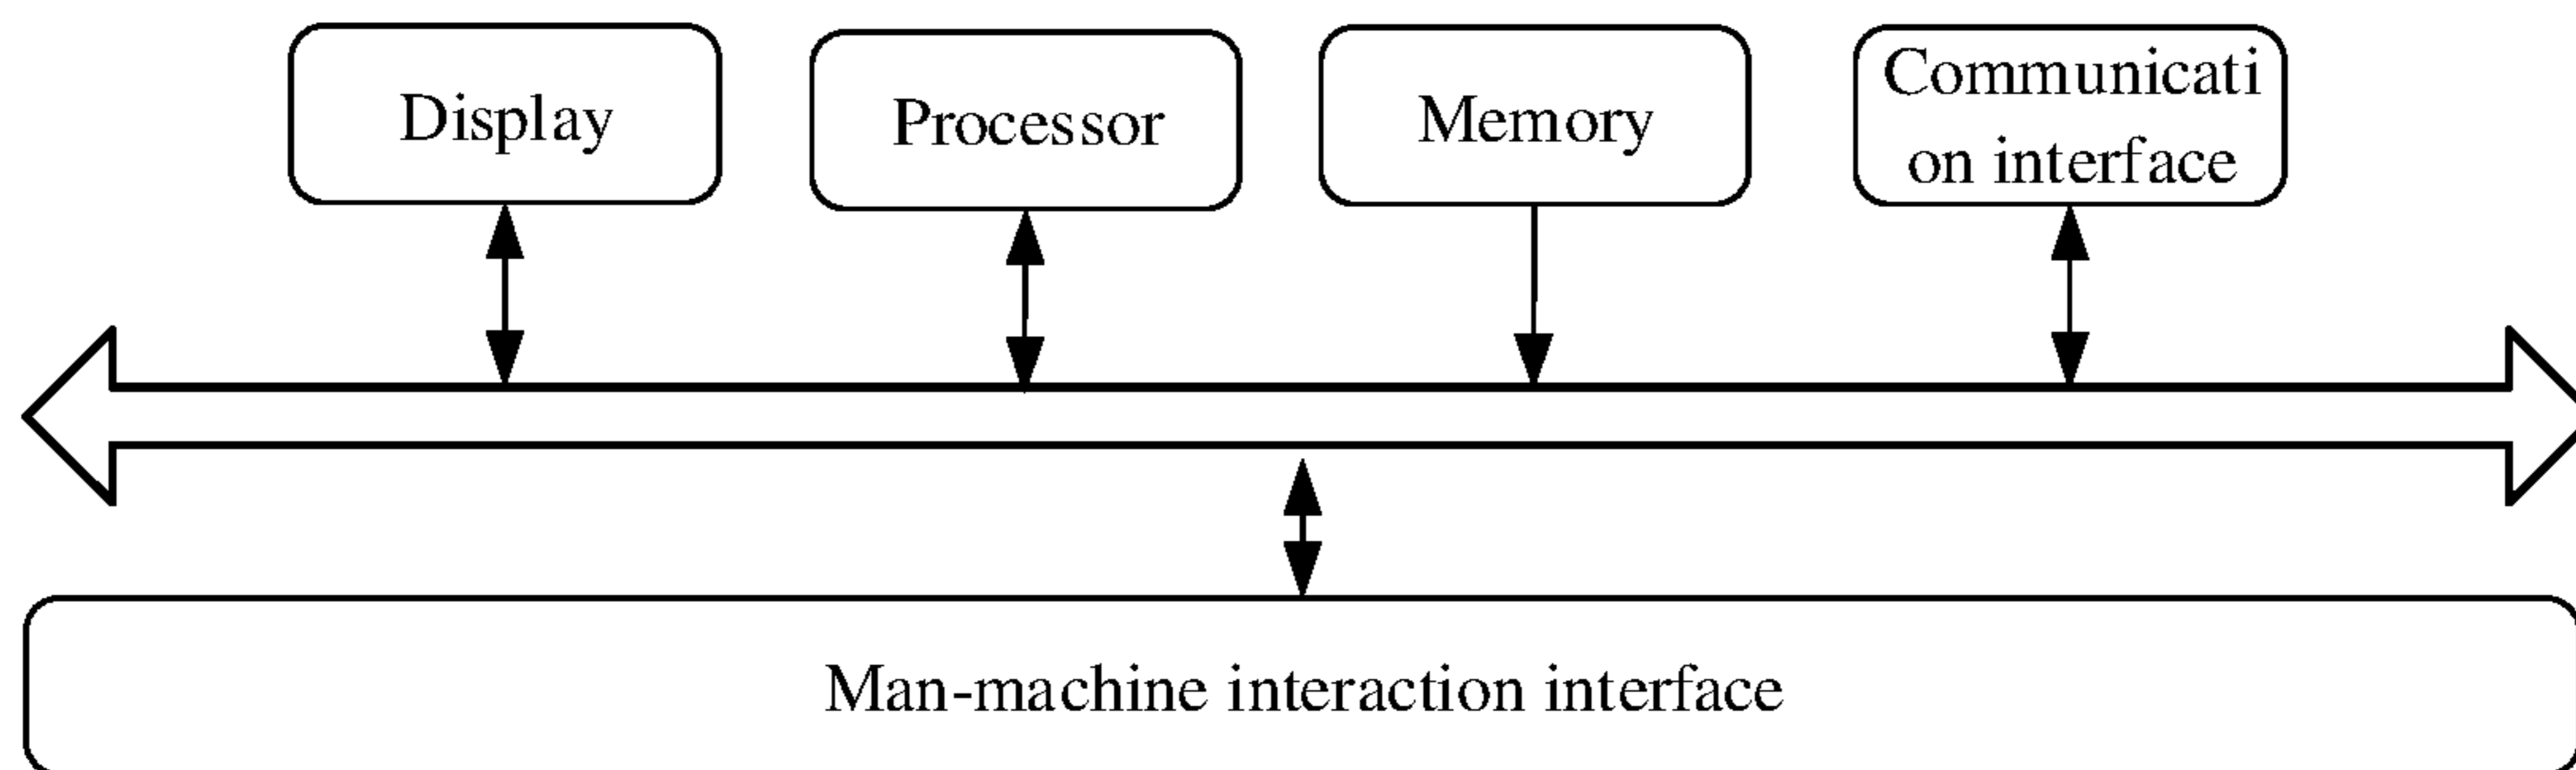 Display
Processor
Memory
Communicati
on interface
Man-machine interaction interface